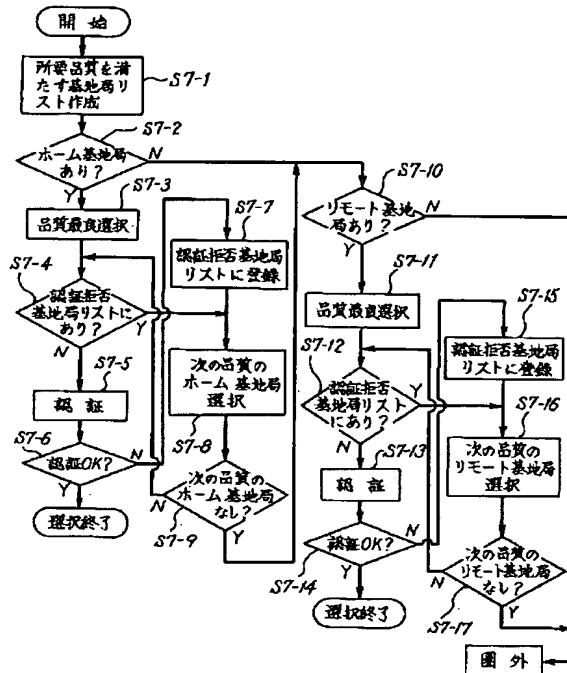 開始
所要品質を満
たす基地局リ
スト作成
S7-1
S7-2
ホーム基地局
あり?
N
Y
S7-3
品質最良選択
S7-4
認証拒否
基地局リストに
あり?
Y
N
S7-5
認証
S7-6
認証OK?
N
Y
選択終了
S7-7
認証拒否基地局
リストに登録
次の品質の
ホーム基地局
選択
S7-8
次の品質の
ホーム基地局
なし?
N
Y
S7-9
S7-10
リモート基地
局あり?
N
Y
S7-11
品質最良選択
S7-12
認証拒否
基地局リスト
にあり?
Y
N
S7-13
認証
認証OK?
N
S7-14
Y
選択終了
S7-15
認証拒否基地局
リストに登録
S7-16
次の品質の
リモート基地局
選択
次の品質の
リモート基地局
なし?
N
Y
S7-17
圏外